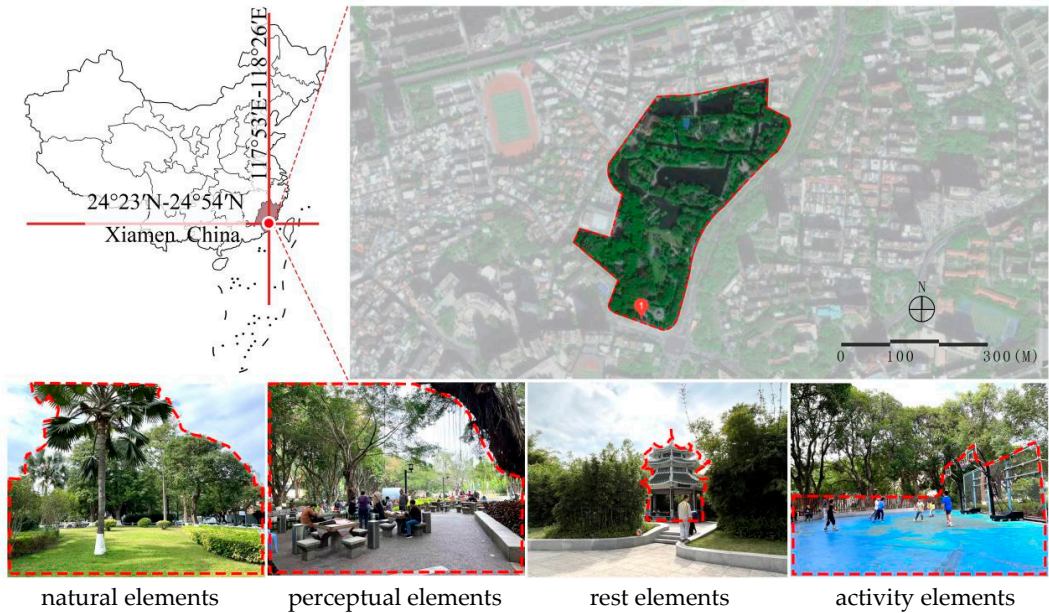 117°53′E-118°26′E
24°23′N-24°54′N
Xiamen, China
1
N
0 100 300(M)
natural elements perceptual elements rest elements activity elements